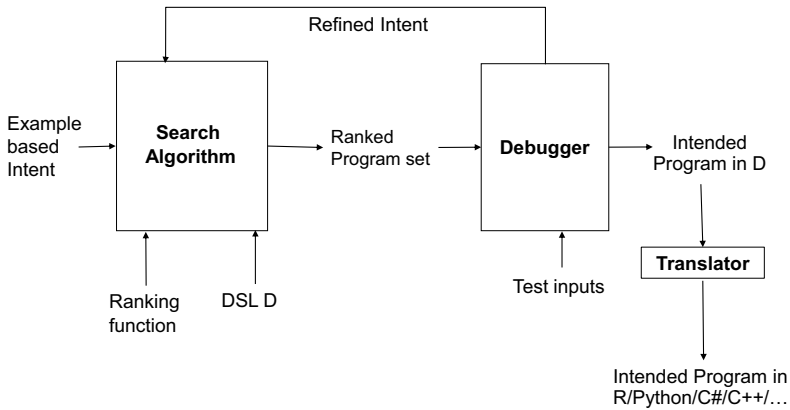 Refined Intent
Example
based
Intent
Search
Algorithm
Ranked
Program set
Debugger
Intended
Program in D
Translator
Ranking
function
DSL D
Test inputs
Intended Program in
R/Python/C#/C++/…